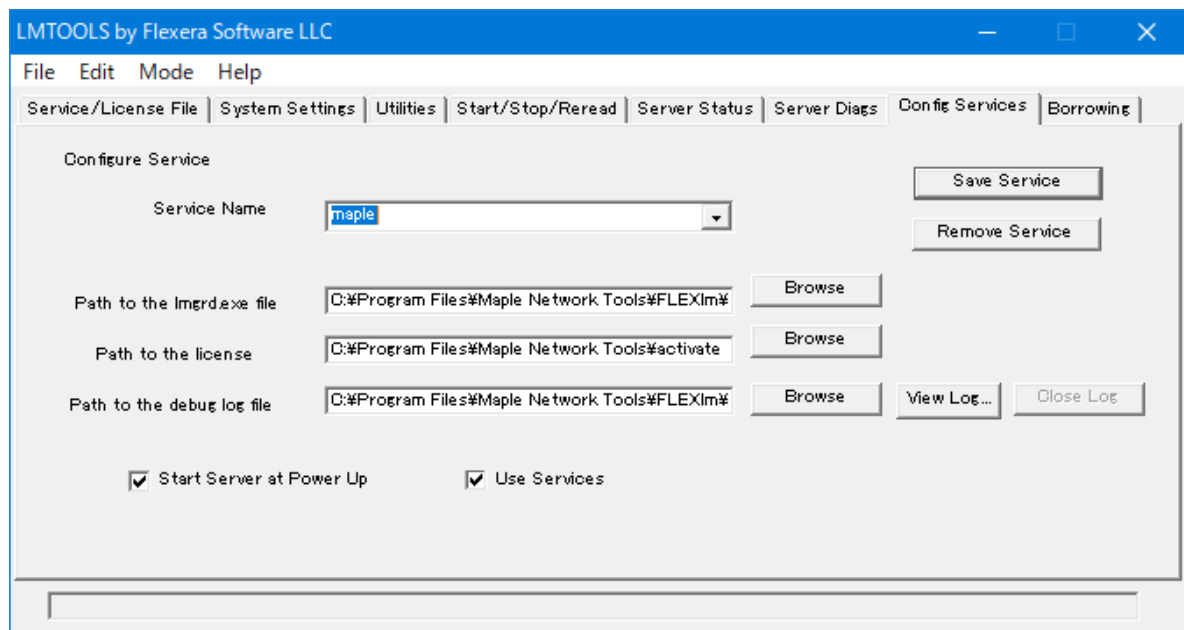 LMTOOLS by Flexera Software LLC
File Edit Mode Help
Service/License File System Settings Utilities Start/Stop/Reread Server Status Server Diags Config Services Borrowing
Configure Service
Save Service
Service Name maple
Remove Service
Path to the lmgrd.exe file C:¥Program Files¥Maple Network Tools¥FLEXlm¥ Browse
Path to the license C:¥Program Files¥Maple Network Tools¥activate Browse
Path to the debug log file C:¥Program Files¥Maple Network Tools¥FLEXlm¥ Browse View Log... Close Log
Start Server at Power Up Use Services